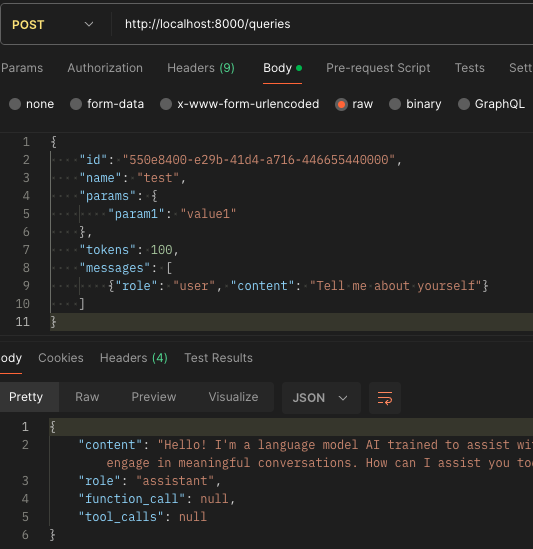 POST http://localhost:8000/queries
Params Authorization Headers (9) Body Pre-request Script Tests Sett
none form-data x-www-form-urlencoded raw binary GraphQL
1 {
2 "id": "550e8400-e29b-41d4-a716-446655440000",
3 "name": "test",
4 "params": {
5 "param1": "value1"
6 },
7 "tokens": 100,
8 "messages": [
9 {"role": "user", "content": "Tell me about yourself"}
10 ]
11 }
ody Cookies Headers (4) Test Results
Pretty Raw Preview Visualize JSON
1 {
2 "content": "Hello! I'm a language model AI trained to assist wi
engage in meaningful conversations. How can I assist you to
3 "role": "assistant",
4 "function_call": null,
5 "tool_calls": null
6 }